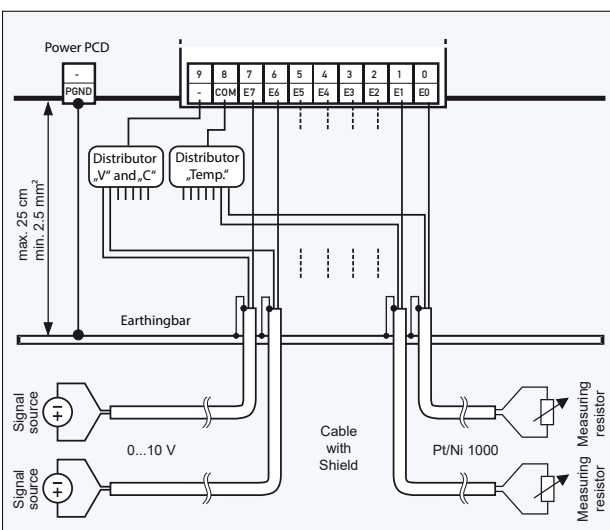 Power PCD
-
PGND
9 8 7 6 5 4 3 2 1 0
- COM E7 E6 E5 E4 E3 E2 E1 E0
Distributor
„V“ and „C“
Distributor
„Temp.“
max. 25 cm
min. 2.5 mm²
Earthingbar
Signal
source
0...10 V
Cable
with
Shield
Pt/Ni 1000
Measuring
resistor
Signal
source
Measuring
resistor